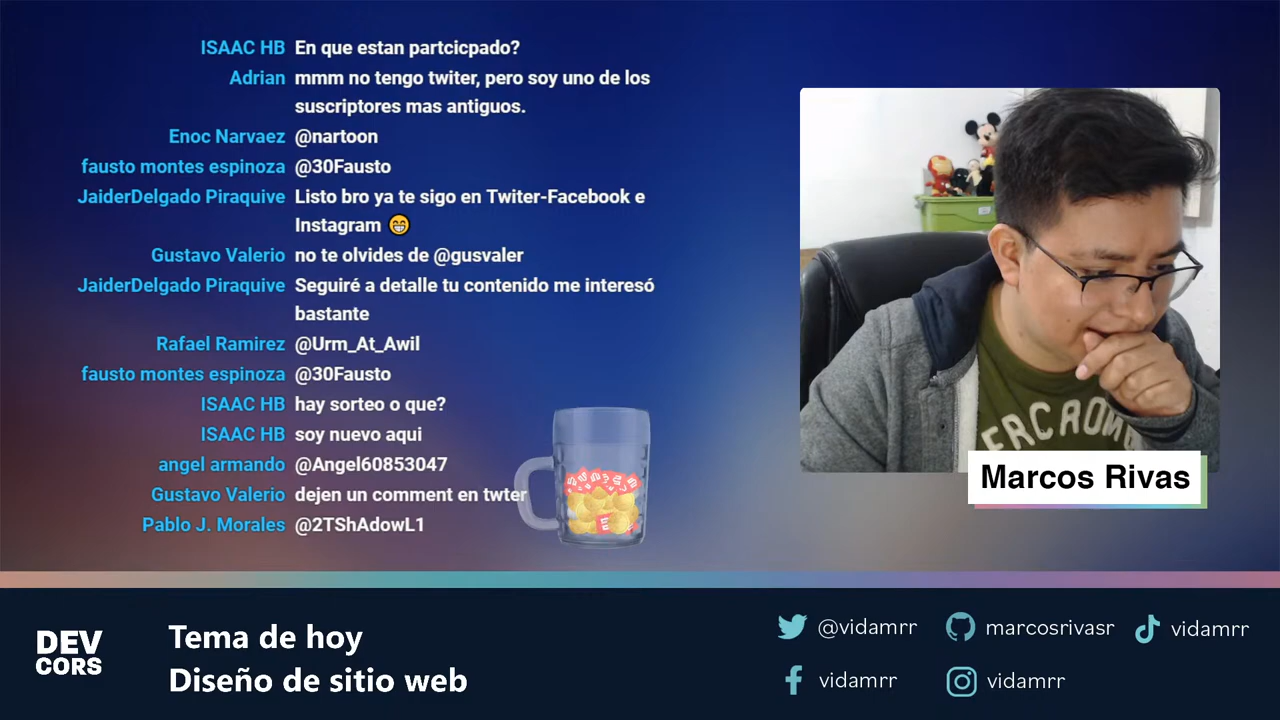 ISAAC HB En que estan partcicpado?
Adrian mmm no tengo twiter, pero soy uno de los
suscriptores mas antiguos.
Enoc Narvaez @nartoon
fausto montes espinoza @30Fausto
JaiderDelgado Piraquive Listo bro ya te sigo en Twiter-Facebook e
Instagram 😁
Gustavo Valerio no te olvides de @gusvaler
JaiderDelgado Piraquive Seguiré a detalle tu contenido me interesó
bastante
Rafael Ramirez @Urm_At_Awil
fausto montes espinoza @30Fausto
ISAAC HB hay sorteo o que?
ISAAC HB soy nuevo aqui
angel armando @Angel60853047
Gustavo Valerio dejen un comment en twter
Pablo J. Morales @2TShAdowL1
ERCROM
Marcos Rivas
DEV
CORS
Tema de hoy
Diseño de sitio web
@vidamrr marcosrivasr vidamrr
vidamrr vidamrr